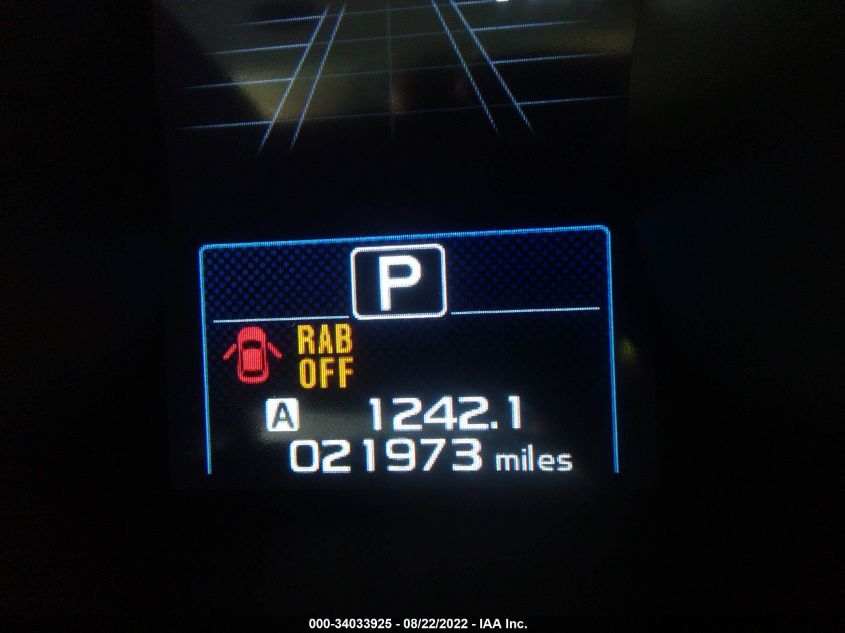 P
RAB
OFF
A 1242.1
021973 miles
000-34033925 - 08/22/2022 - IAA Inc.